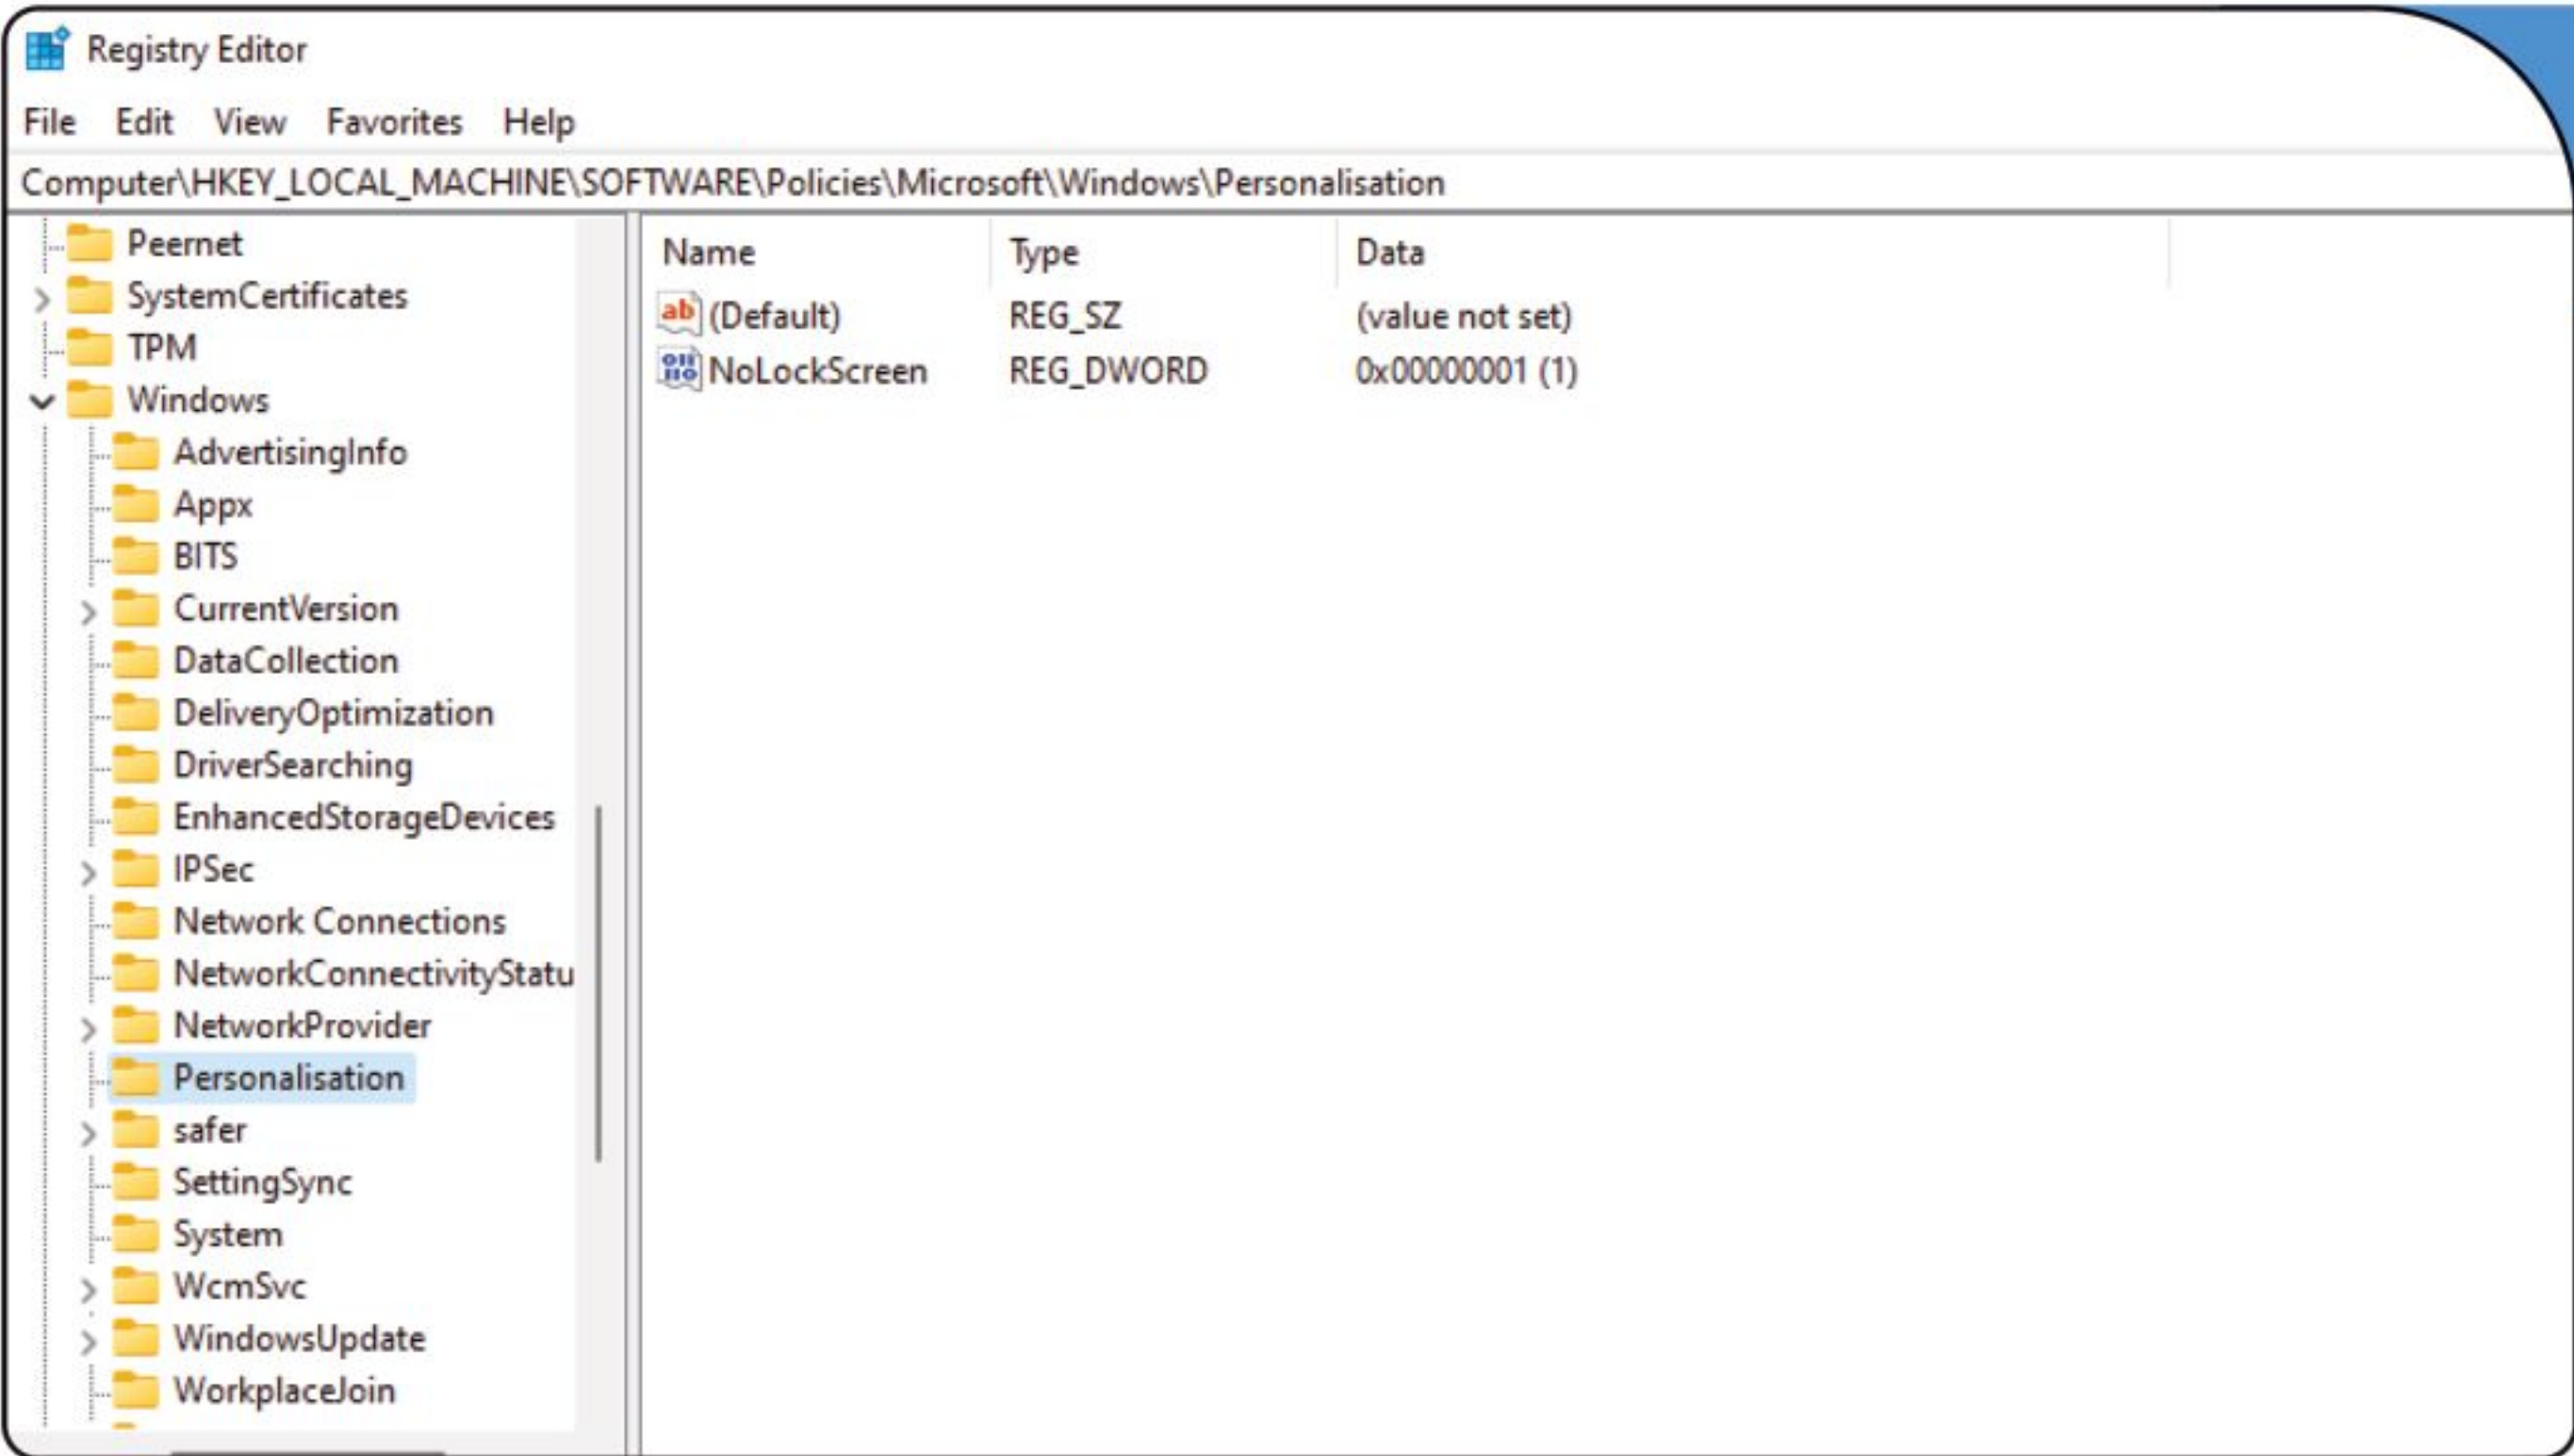 Registry Editor
File Edit View Favorites Help
Computer\HKEY_LOCAL_MACHINE\SOFTWARE\Policies\Microsoft\Windows\Personalisation
Peernet
SystemCertificates
TPM
Windows
AdvertisingInfo
Appx
BITS
CurrentVersion
DataCollection
DeliveryOptimization
DriverSearching
EnhancedStorageDevices
IPSec
Network Connections
NetworkConnectivityStatu
NetworkProvider
Personalisation
safer
SettingSync
System
WcmSvc
WindowsUpdate
WorkplaceJoin
Name Type Data
(Default) REG_SZ (value not set)
NoLockScreen REG_DWORD 0x00000001 (1)